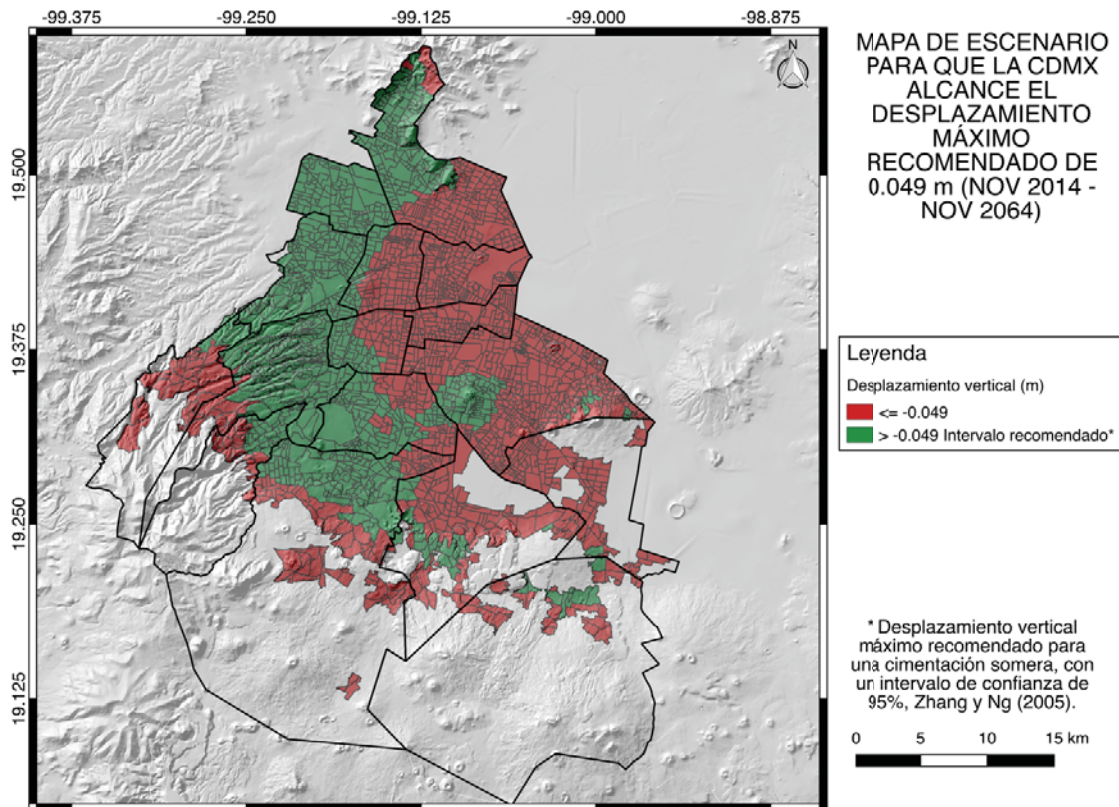 -99.375 -99.250 -99.125 -99.000 -98.875
19.500
19.375
19.250
19.125
N
MAPA DE ESCENARIO
PARA QUE LA CDMX
ALCANCE EL
DESPLAZAMIENTO
MÁXIMO
RECOMENDADO DE
0.049 m (NOV 2014 -
NOV 2064)
Leyenda
Desplazamiento vertical (m)
<= -0.049
> -0.049 Intervalo recomendado*
* Desplazamiento vertical
máximo recomendado para
una cimentación somera, con
un intervalo de confianza de
95%, Zhang y Ng (2005).
0 5 10 15 km